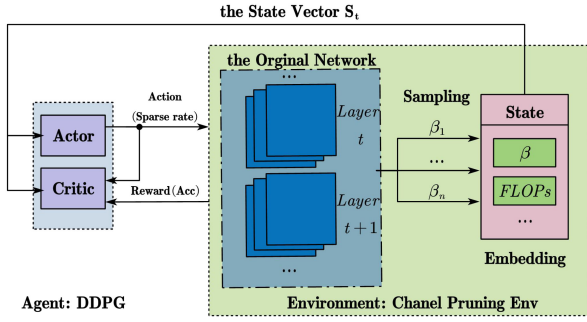 the State Vector S_t
the Orginal Network
...
Action
(Sparse rate)
Layer
t
Sampling
State
Actor
β_1
β
...
Critic
Reward(Acc)
Layer
t+1
β_n
FLOPs
...
...
Embedding
Agent: DDPG
Environment: Chanel Pruning Env